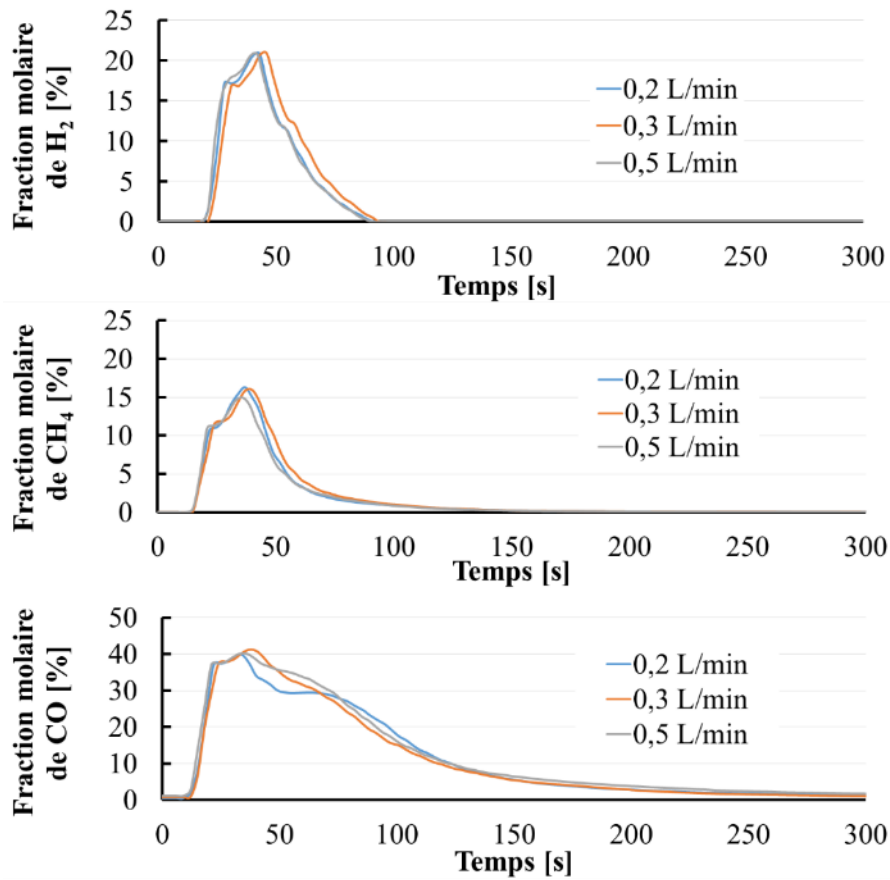 Fraction molaire
de H₂ [%]
25
20
15
10
5
0
0,2 L/min
0,3 L/min
0,5 L/min
0 50 100 150 200 250 300
Temps [s]
Fraction molaire
de CH₄ [%]
25
20
15
10
5
0
0,2 L/min
0,3 L/min
0,5 L/min
0 50 100 150 200 250 300
Temps [s]
Fraction molaire
de CO [%]
50
40
30
20
10
0
0,2 L/min
0,3 L/min
0,5 L/min
0 50 100 150 200 250 300
Temps [s]